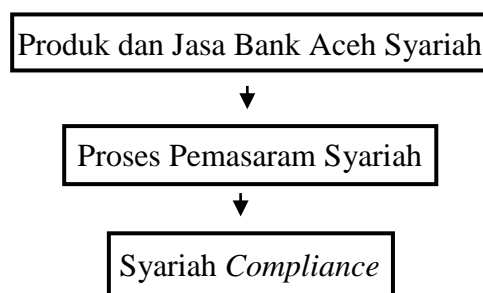 Produk dan Jasa Bank Aceh Syariah
Proses Pemasaram Syariah
Syariah Compliance